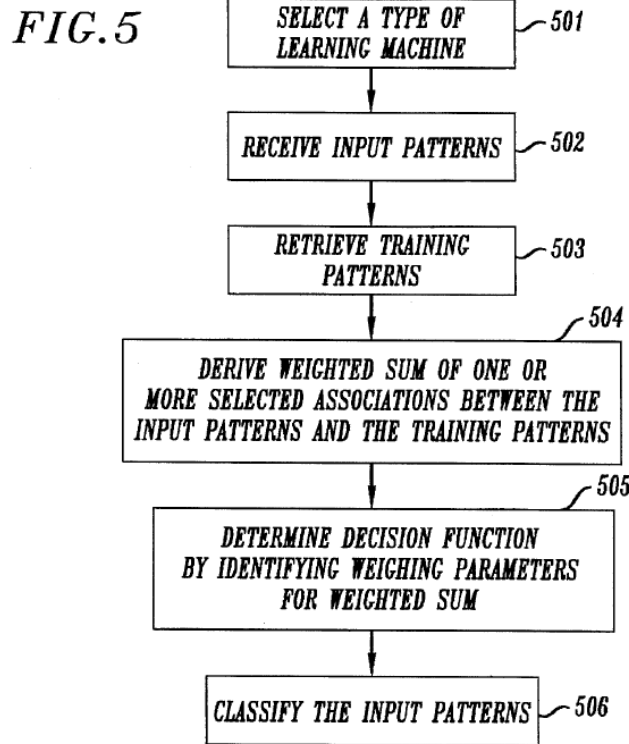 FIG.5
SELECT A TYPE OF
LEARNING MACHINE
501
RECEIVE INPUT PATTERNS
502
RETRIEVE TRAINING
PATTERNS
503
504
DERIVE WEIGHTED SUM OF ONE OR
MORE SELECTED ASSOCIATIONS BETWEEN THE
INPUT PATTERNS AND THE TRAINING PATTERNS
505
DETERMINE DECISION FUNCTION
BY IDENTIFYING WEIGHING PARAMETERS
FOR WEIGHTED SUM
CLASSIFY THE INPUT PATTERNS
506